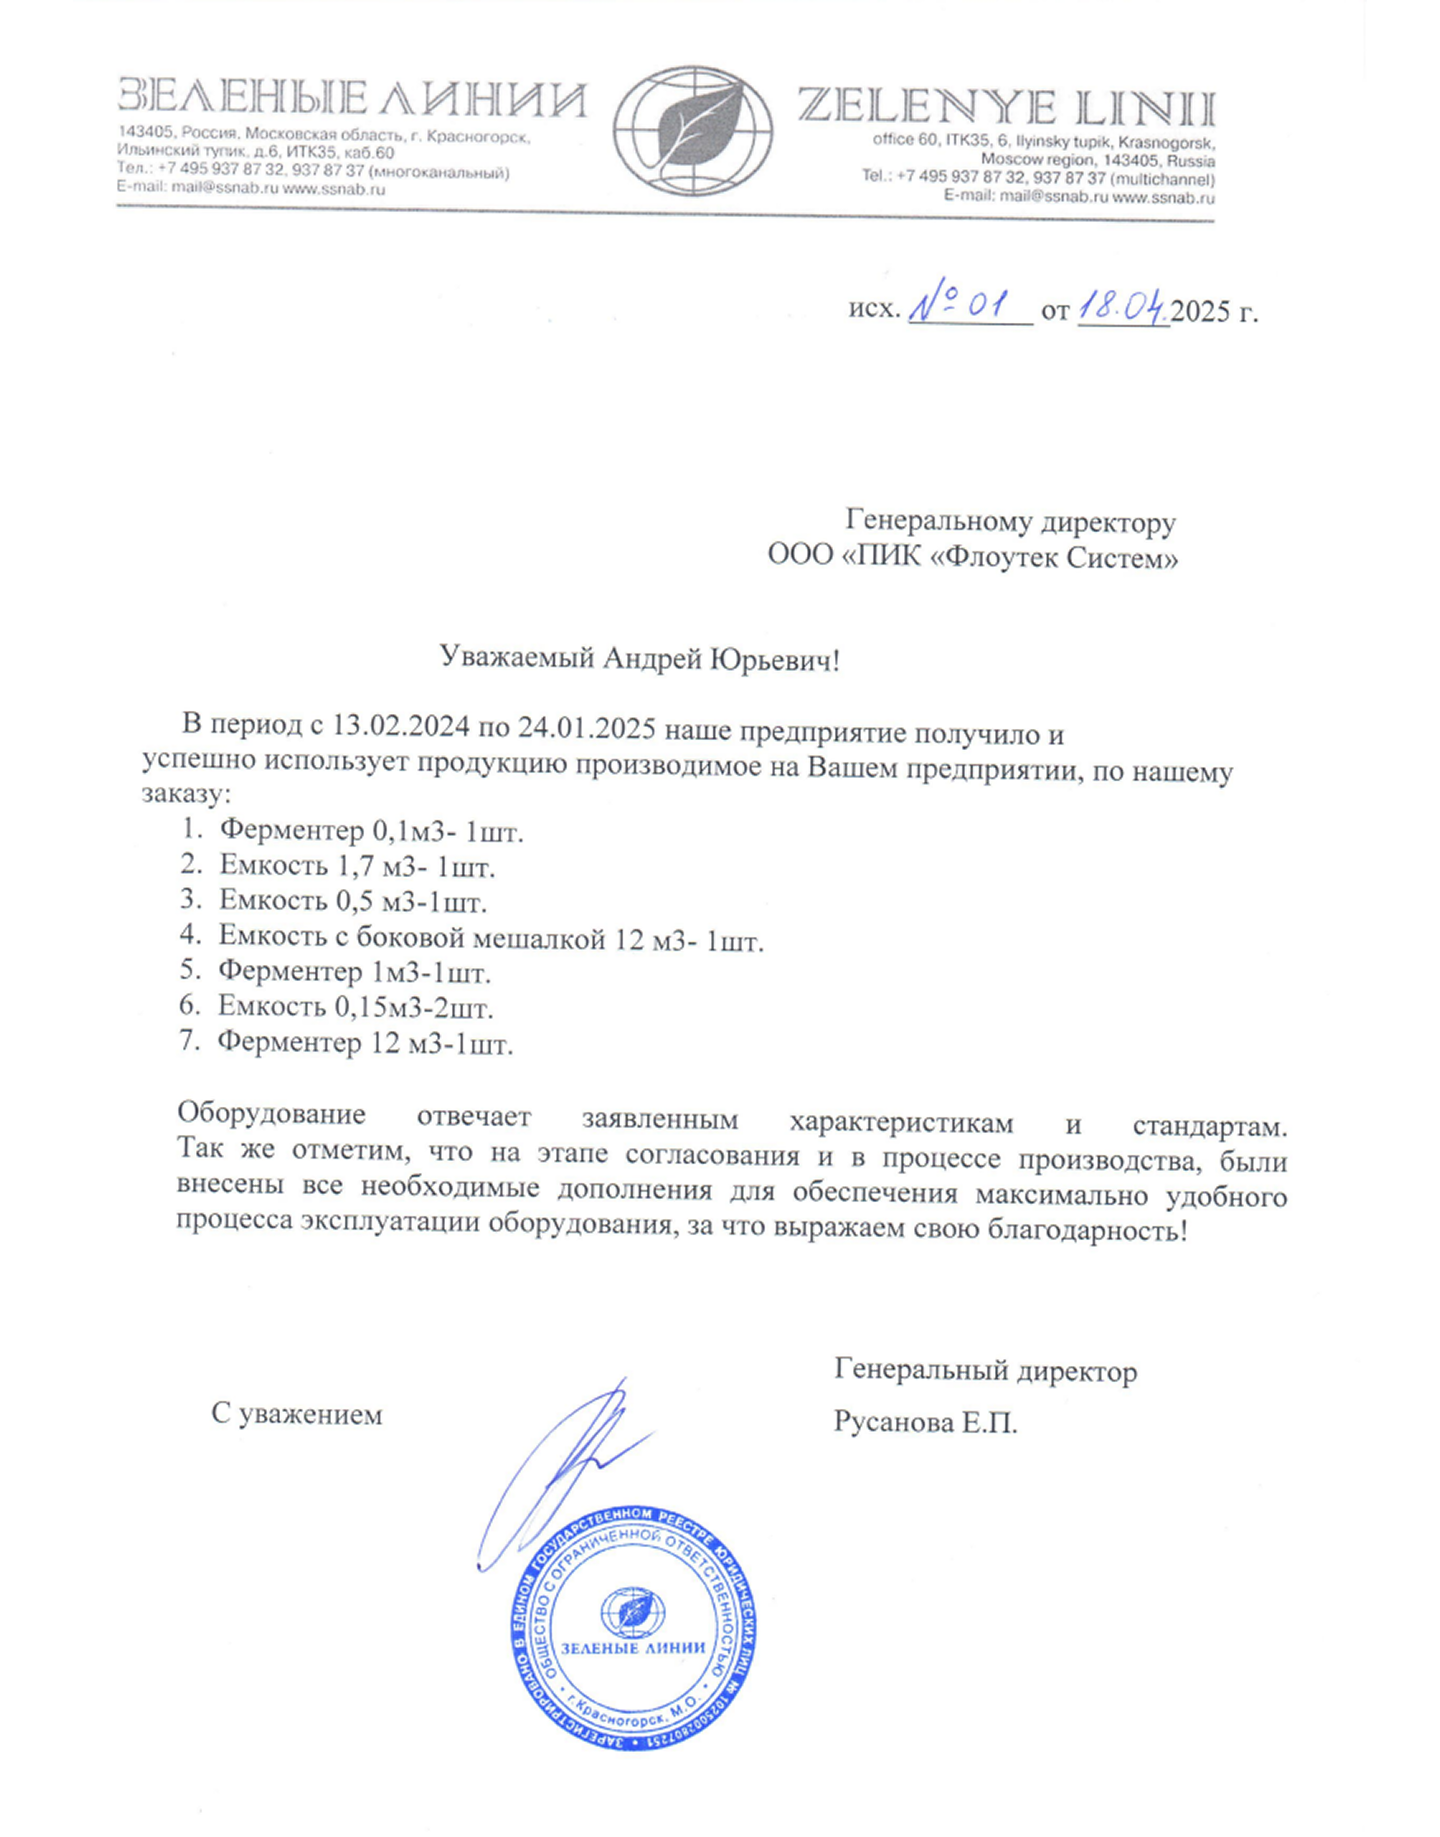 ЗЕЛЕНЫЕ ЛИНИИ
143405, Россия. Московская область, г. Красногорск,
Ильинский тупик, д.6, ИТК35, каб.60
Тел.: +7 495 937 87 32, 937 87 37 (многоканальный)
E-mail: mail@ssnab.ru www.ssnab.ru
ZELENYE LINII
office 60, ITK35, 6, Ilyinsky tupik, Krasnogorsk,
Moscow region, 143405, Russia
Tel.: +7 495 937 87 32, 937 87 37 (multichannel)
E-mail: mail@ssnab.ru www.ssnab.ru
исх. № 01 от 18.04.2025 г.
Генеральному директору
ООО «ПИК «Флоутек Систем»
Уважаемый Андрей Юрьевич!
В период с 13.02.2024 по 24.01.2025 наше предприятие получило и
успешно использует продукцию производимое на Вашем предприятии, по нашему
заказу:
1. Ферментер 0,1м3- 1шт.
2. Емкость 1,7 м3- 1шт.
3. Емкость 0,5 м3-1шт.
4. Емкость с боковой мешалкой 12 м3- 1шт.
5. Ферментер 1м3-1шт.
6. Емкость 0,15м3-2шт.
7. Ферментер 12 м3-1шт.
Оборудование отвечает заявленным характеристикам и стандартам.
Так же отметим, что на этапе согласования и в процессе производства, были
внесены все необходимые дополнения для обеспечения максимально удобного
процесса эксплуатации оборудования, за что выражаем свою благодарность!
Генеральный директор
С уважением
Русанова Е.П.
ЗАРЕГИСТРИРОВАНО В ЕДИНОМ ГОСУДАРСТВЕННОМ РЕЕСТРЕ ЮРИДИЧЕСКИХ ЛИЦ № 1025002807251
ОБЩЕСТВО С ОГРАНИЧЕННОЙ ОТВЕТСТВЕННОСТЬЮ
ЗЕЛЕНЫЕ ЛИНИИ
г.Красногорск, М.О.